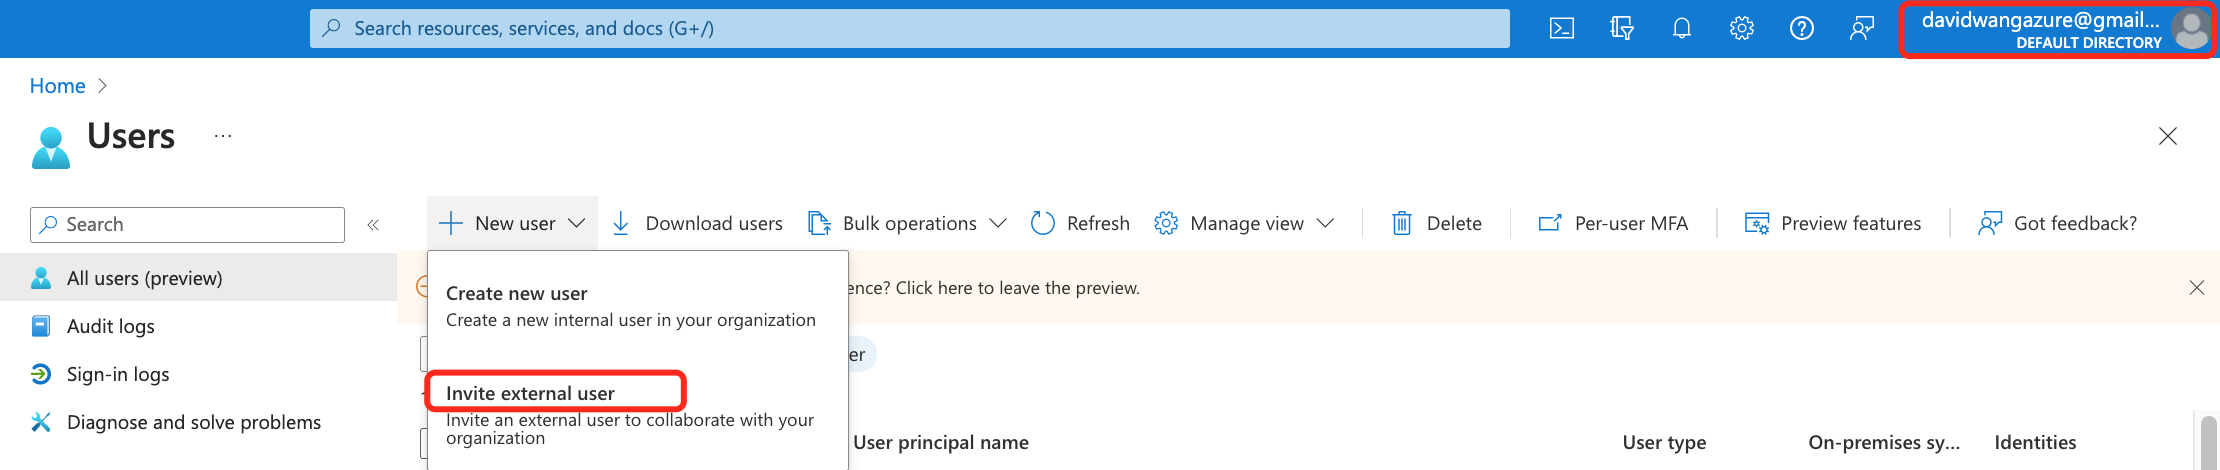 Search resources, services, and docs (G+/)
davidwangazure@gmail...
DEFAULT DIRECTORY
Home
Users
...
Search
New user
Download users
Bulk operations
Refresh
Manage view
Delete
Per-user MFA
Preview features
Got feedback?
All users (preview)
Audit logs
Sign-in logs
Diagnose and solve problems
Create new user
Create a new internal user in your organization
Invite external user
Invite an external user to collaborate with your
organization
ence? Click here to leave the preview.
er
User principal name
User type
On-premises sy...
Identities